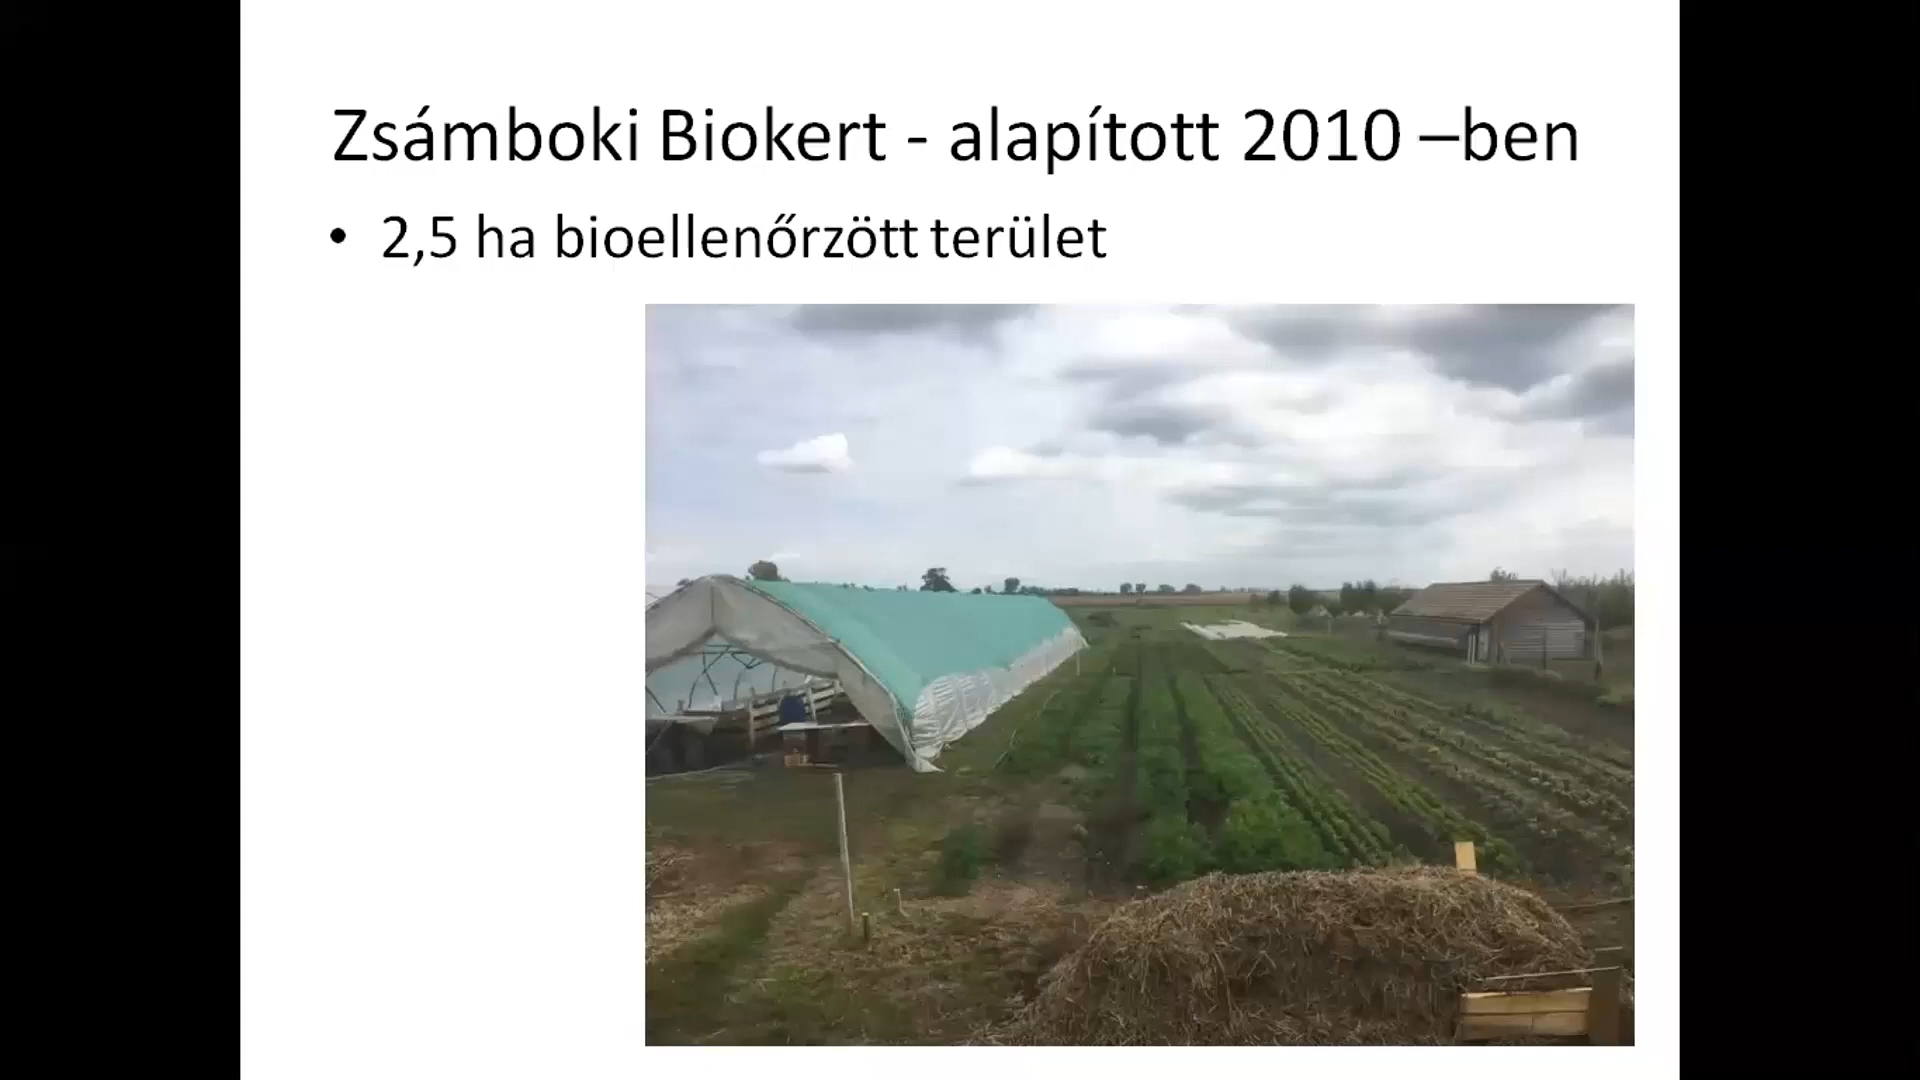 Zsámboki Biokert - alapított 2010 –ben
• 2,5 ha bioellenőrzött terület